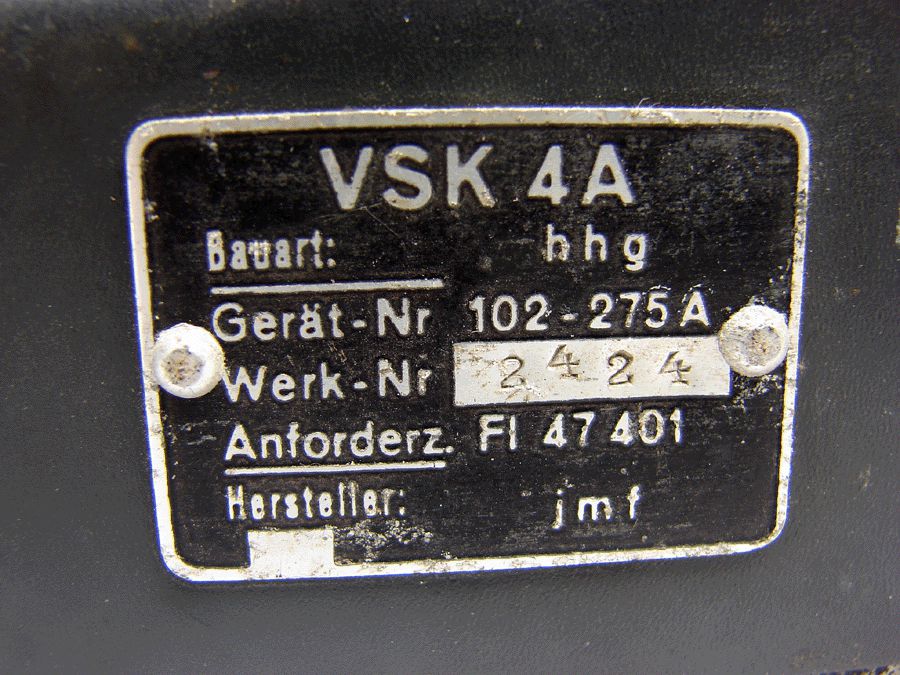 VSK 4A
Bauart: hhg
Gerät-Nr 102-275A
Werk-Nr 2424
Anforderz. Fl 47401
Hersteller: jmf